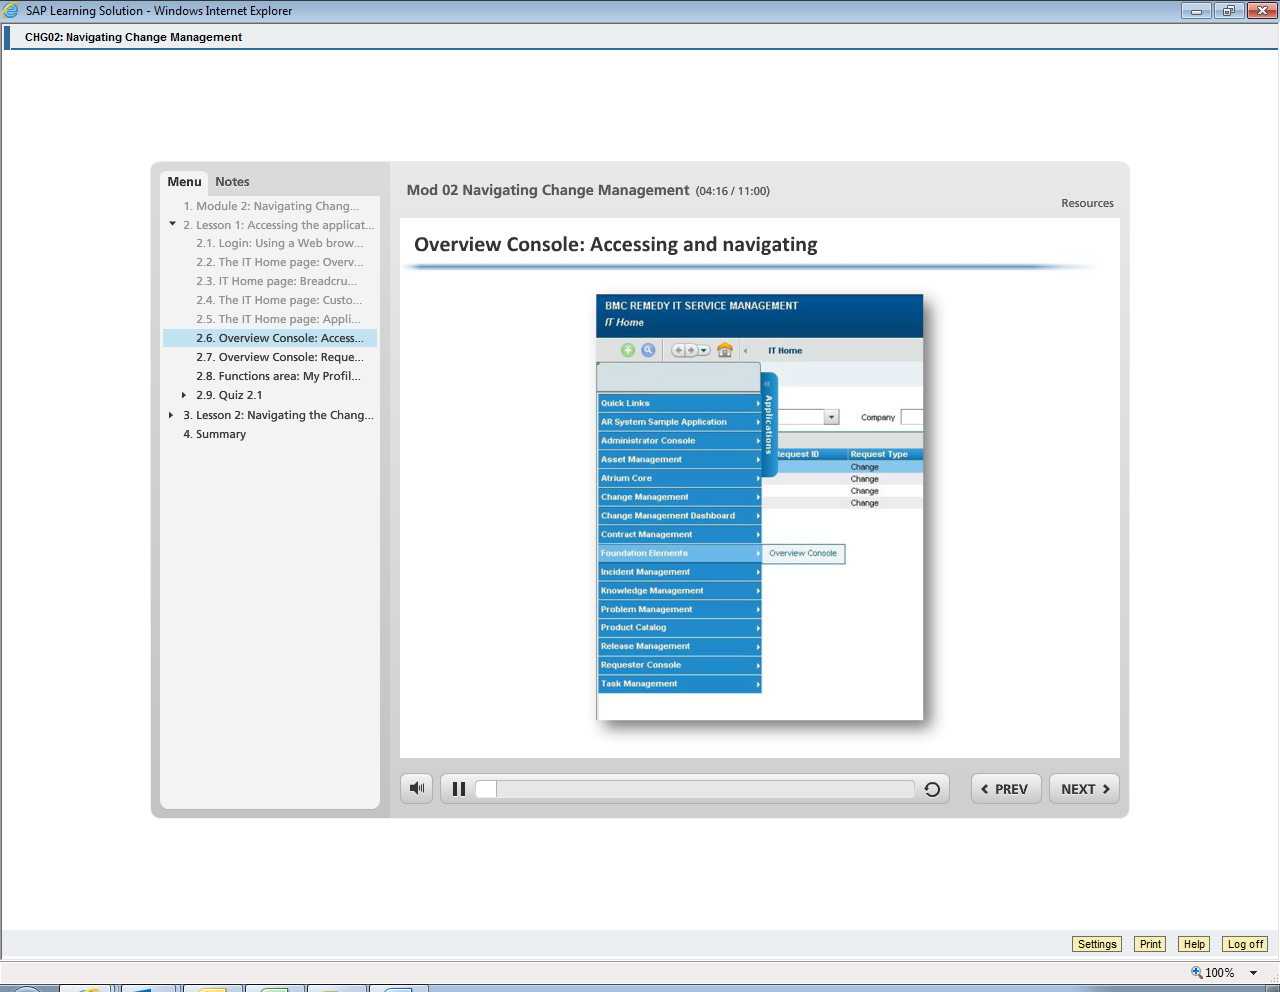 SAP Learning Solution - Windows Internet Explorer
CHG02: Navigating Change Management
Menu
Notes
1. Module 2: Navigating Chang...
2. Lesson 1: Accessing the applicat...
2.1. Login: Using a Web brow...
2.2. The IT Home page: Overv...
2.3. IT Home page: Breadcru...
2.4. The IT Home page: Custo...
2.5. The IT Home page: Appli...
2.6. Overview Console: Access...
2.7. Overview Console: Reque...
2.8. Functions area: My Profil...
2.9. Quiz 2.1
3. Lesson 2: Navigating the Chang...
4. Summary
Mod 02 Navigating Change Management (04:16 / 11:00)
Resources
Overview Console: Accessing and navigating
BMC REMEDY IT SERVICE MANAGEMENT
IT Home
IT Home
Applications
Quick Links
AR System Sample Application
Administrator Console
Asset Management
Atrium Core
Change Management
Change Management Dashboard
Contract Management
Foundation Elements
Overview Console
Incident Management
Knowledge Management
Problem Management
Product Catalog
Release Management
Requester Console
Task Management
Company
Request ID
Request Type
Change
Change
Change
Change
PREV
NEXT
Settings
Print
Help
Log off
100%